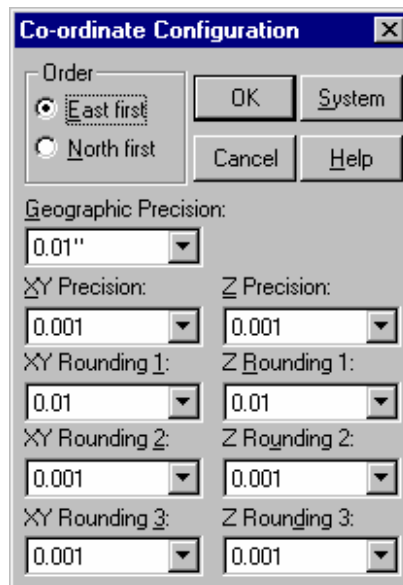 Co-ordinate Configuration
Order
East first
North first
OK
System
Cancel
Help
Geographic Precision:
0.01"
XY Precision: Z Precision:
0.001 0.001
XY Rounding 1: Z Rounding 1:
0.01 0.01
XY Rounding 2: Z Rounding 2:
0.001 0.001
XY Rounding 3: Z Rounding 3:
0.001 0.001